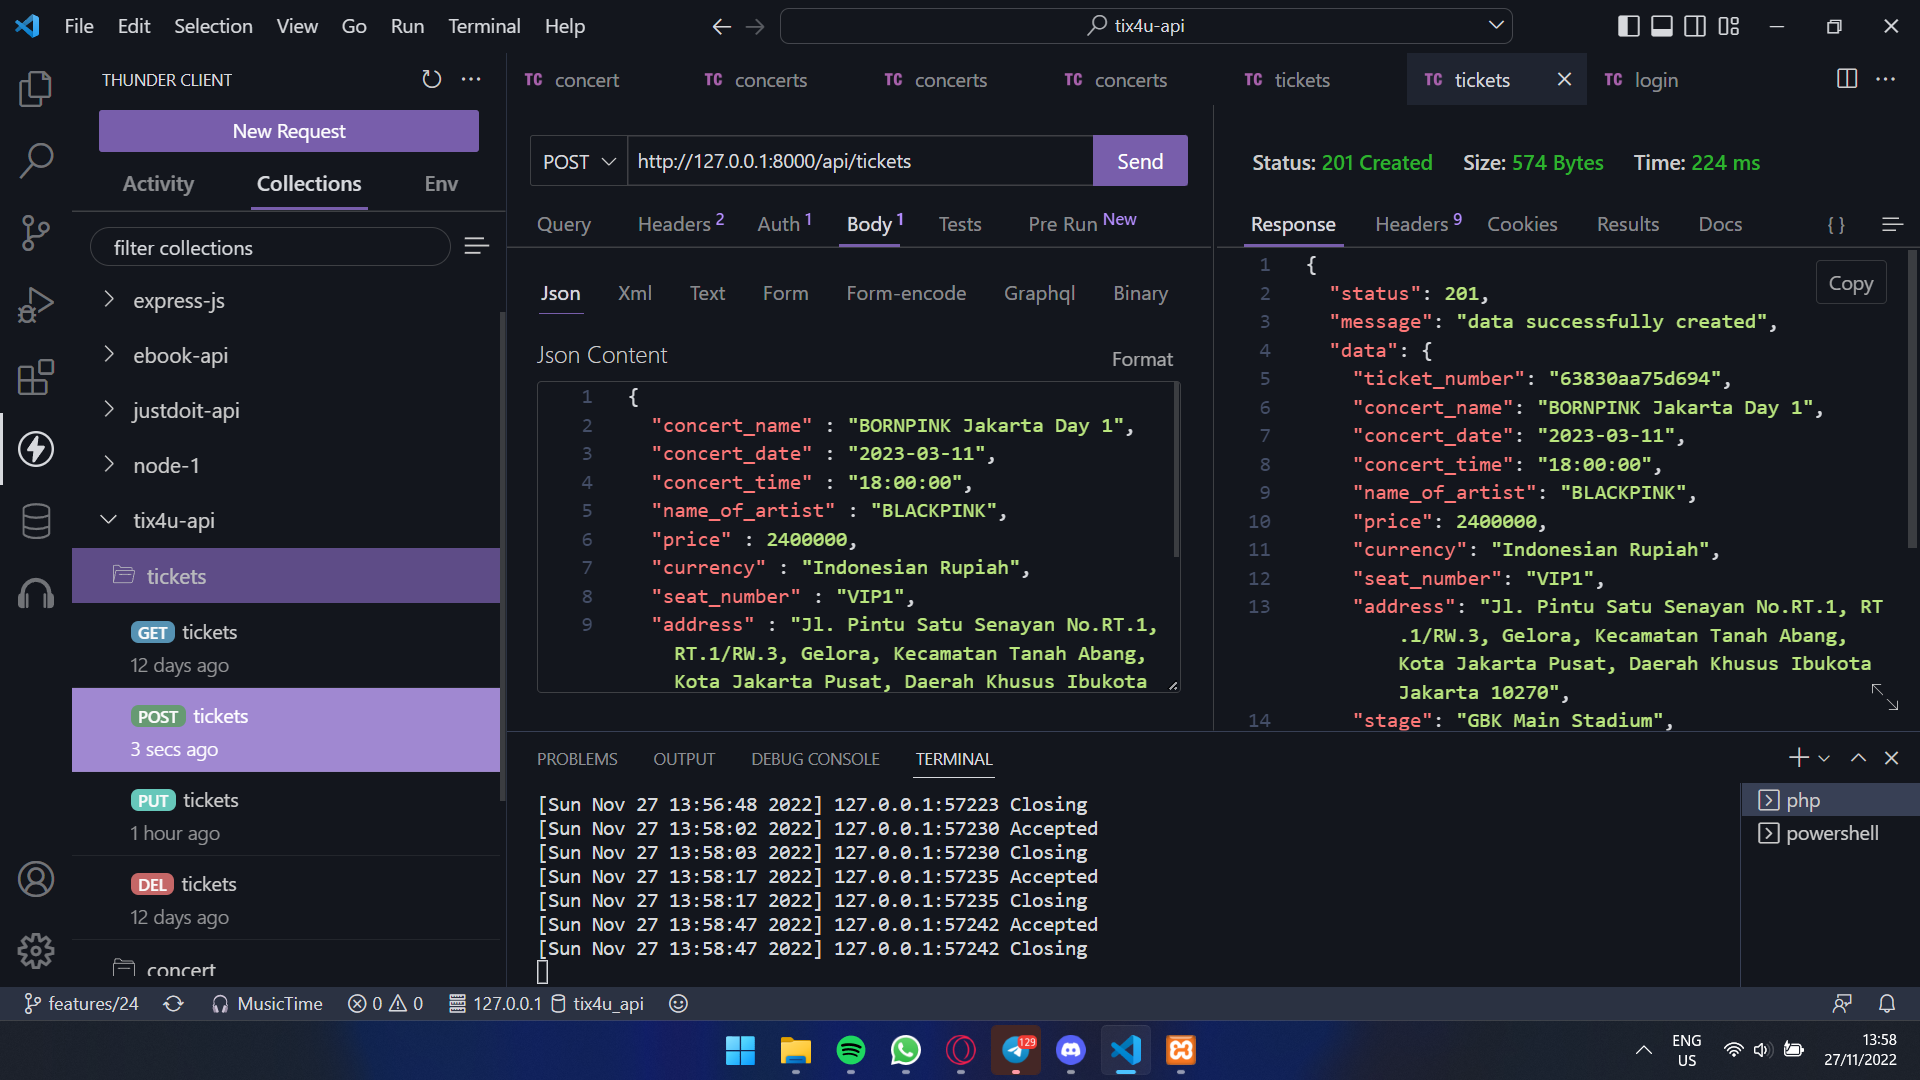 File Edit Selection View Go Run Terminal Help
tix4u-api
THUNDER CLIENT
New Request
Activity Collections Env
filter collections
express-js
ebook-api
justdoit-api
node-1
tix4u-api
tickets
GET tickets
12 days ago
POST tickets
3 secs ago
PUT tickets
1 hour ago
DEL tickets
12 days ago
concert
TC concert TC concerts TC concerts TC concerts TC tickets TC tickets TC login
POST http://127.0.0.1:8000/api/tickets Send
Query Headers 2 Auth 1 Body 1 Tests Pre Run New
Json Xml Text Form Form-encode Graphql Binary
Json Content
Format
1 {
2 "concert_name" : "BORNPINK Jakarta Day 1",
3 "concert_date" : "2023-03-11",
4 "concert_time" : "18:00:00",
5 "name_of_artist" : "BLACKPINK",
6 "price" : 2400000,
7 "currency" : "Indonesian Rupiah",
8 "seat_number" : "VIP1",
9 "address" : "Jl. Pintu Satu Senayan No.RT.1,
RT.1/RW.3, Gelora, Kecamatan Tanah Abang,
Kota Jakarta Pusat, Daerah Khusus Ibukota
Status: 201 Created Size: 574 Bytes Time: 224 ms
Response Headers 9 Cookies Results Docs { }
Copy
1 {
2 "status": 201,
3 "message": "data successfully created",
4 "data": {
5 "ticket_number": "63830aa75d694",
6 "concert_name": "BORNPINK Jakarta Day 1",
7 "concert_date": "2023-03-11",
8 "concert_time": "18:00:00",
9 "name_of_artist": "BLACKPINK",
10 "price": 2400000,
11 "currency": "Indonesian Rupiah",
12 "seat_number": "VIP1",
13 "address": "Jl. Pintu Satu Senayan No.RT.1, RT
.1/RW.3, Gelora, Kecamatan Tanah Abang,
Kota Jakarta Pusat, Daerah Khusus Ibukota
Jakarta 10270",
14 "stage": "GBK Main Stadium",
PROBLEMS OUTPUT DEBUG CONSOLE TERMINAL
[Sun Nov 27 13:56:48 2022] 127.0.0.1:57223 Closing
[Sun Nov 27 13:58:02 2022] 127.0.0.1:57230 Accepted
[Sun Nov 27 13:58:03 2022] 127.0.0.1:57230 Closing
[Sun Nov 27 13:58:17 2022] 127.0.0.1:57235 Accepted
[Sun Nov 27 13:58:17 2022] 127.0.0.1:57235 Closing
[Sun Nov 27 13:58:47 2022] 127.0.0.1:57242 Accepted
[Sun Nov 27 13:58:47 2022] 127.0.0.1:57242 Closing
php
powershell
features/24 MusicTime 0 0 127.0.0.1 tix4u_api
129
ENG
US
13:58
27/11/2022